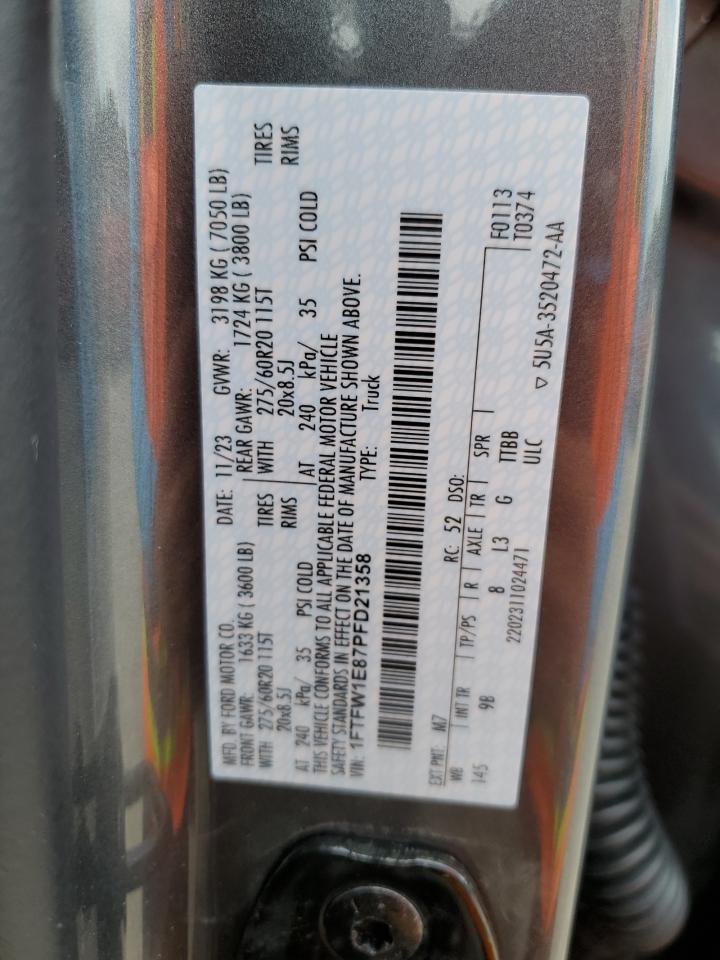 MFD. BY FORD MOTOR CO.
DATE: 11/23 GVWR: 3198 KG ( 7050 LB)
FRONT GAWR: 1633 KG ( 3600 LB) REAR GAWR: 1724 KG ( 3800 LB)
WITH 275/60R20 115T TIRES WITH 275/60R20 115T TIRES
20x8.5J RIMS 20x8.5J RIMS
AT 240 kPa/ 35 PSI COLD AT 240 kPa/ 35 PSI COLD
THIS VEHICLE CONFORMS TO ALL APPLICABLE FEDERAL MOTOR VEHICLE
SAFETY STANDARDS IN EFFECT ON THE DATE OF MANUFACTURE SHOWN ABOVE.
VIN: 1FTFW1E87PFD21358 TYPE: Truck
EXT PNT: M7 RC: 52 DSO:
WB INT TR TP/PS R AXLE TR SPR
145 9B 8 L3 G TTBB
ULC
F0113
T0374
2202311024471
▽ 5U5A-3520472-AA